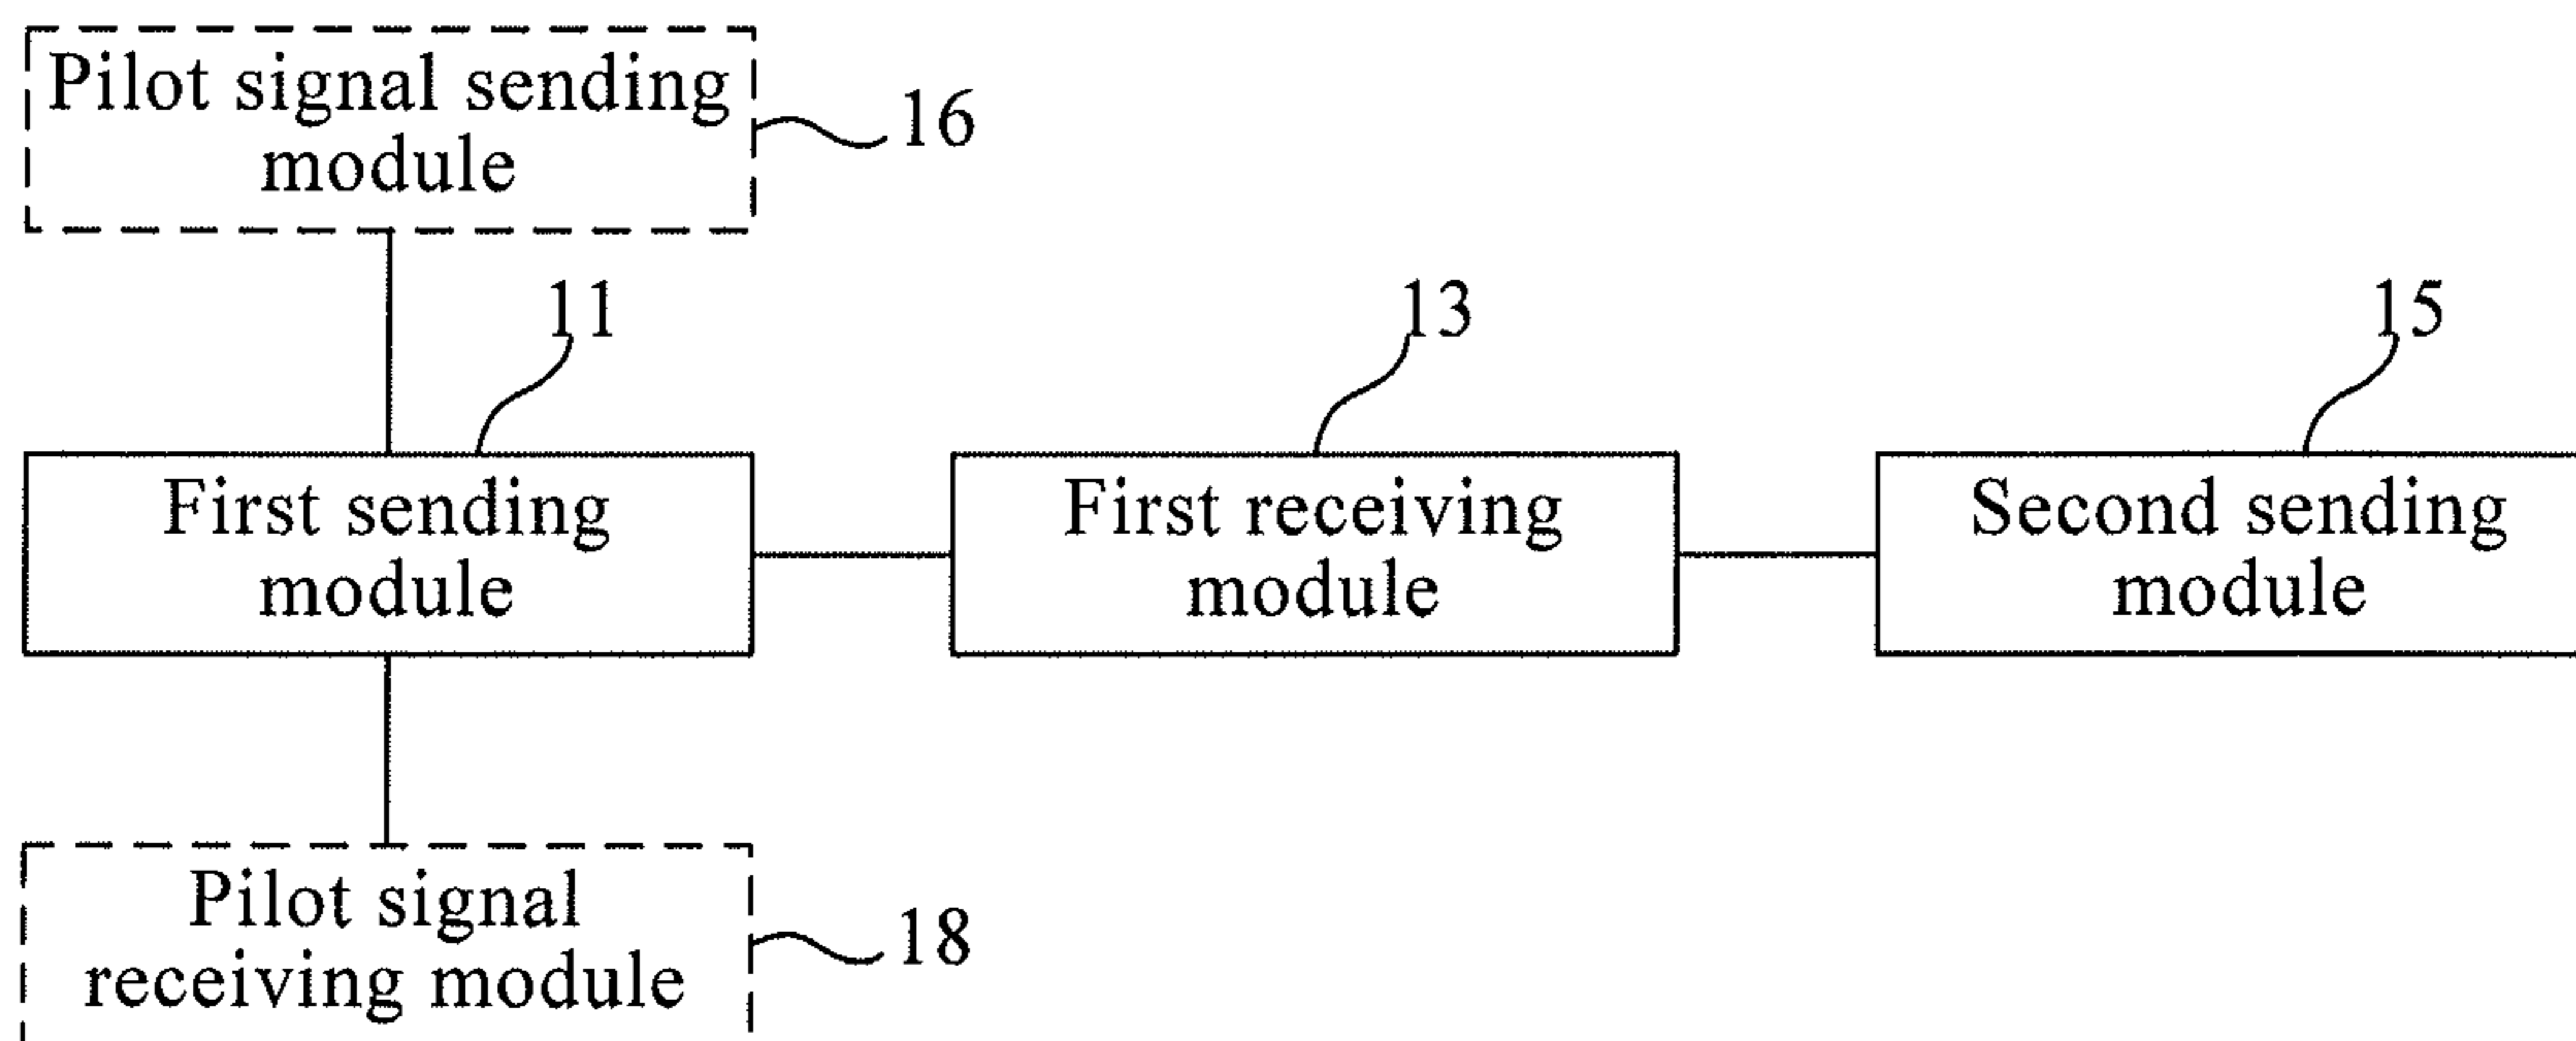 Pilot signal sending
module
16
11
13
15
First sending
module
First receiving
module
Second sending
module
Pilot signal
receiving module
18